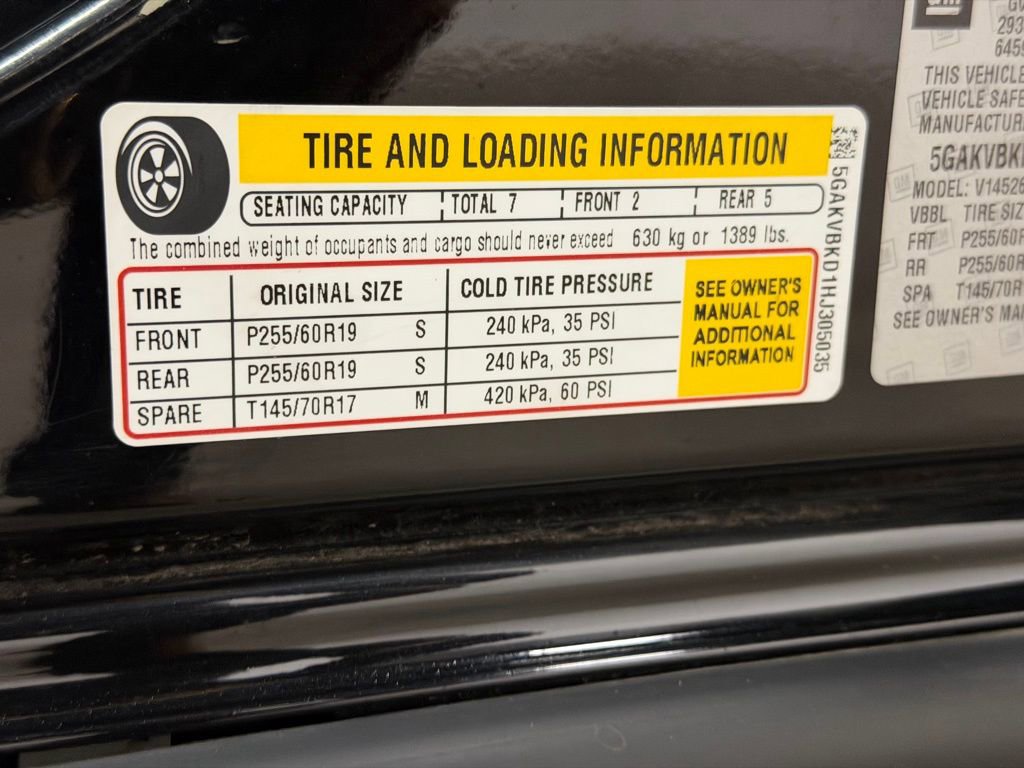 TIRE AND LOADING INFORMATION
SEATING CAPACITY TOTAL 7 FRONT 2 REAR 5
The combined weight of occupants and cargo should never exceed 630 kg or 1389 lbs.
TIRE ORIGINAL SIZE COLD TIRE PRESSURE
FRONT P255/60R19 S 240 kPa, 35 PSI
REAR P255/60R19 S 240 kPa, 35 PSI
SPARE T145/70R17 M 420 kPa, 60 PSI
SEE OWNER'S
MANUAL FOR
ADDITIONAL
INFORMATION
5GAKVBKD1HJ305035
GM
THIS VEHICLE
VEHICLE SAFE
MANUFACTUR
5GAKVBK
MODEL: V1452
VBBL TIRE SIZ
FRT P255/60R
RR P255/60R
SPA T145/70R
SEE OWNER'S MA